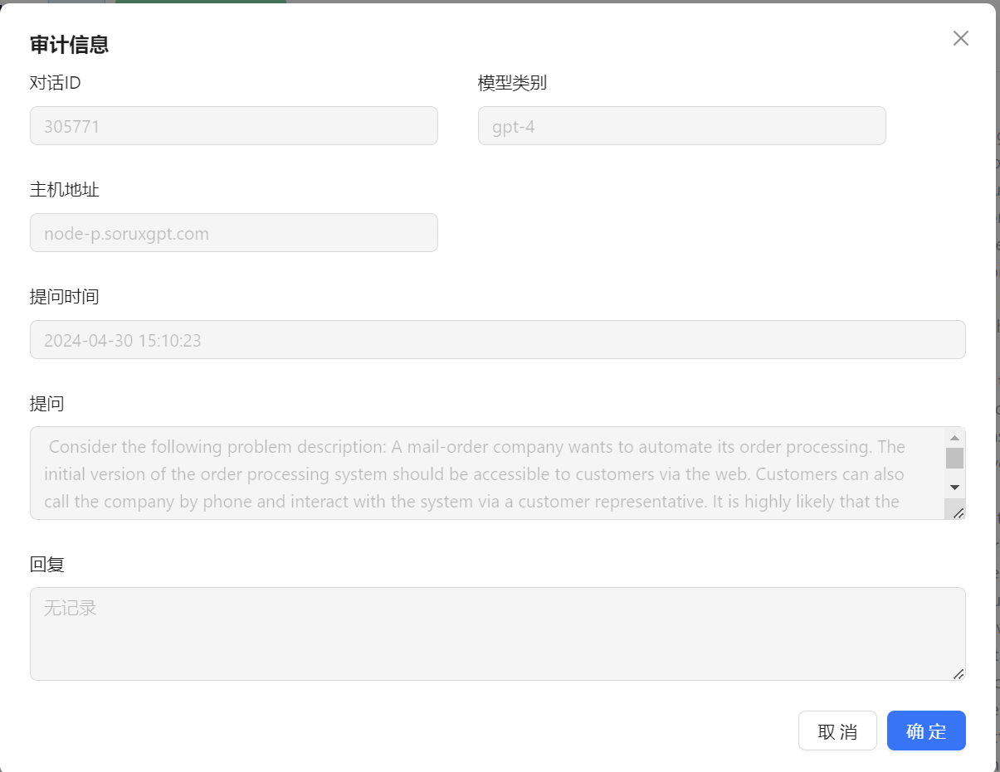 审计信息
对话ID
模型类别
305771
gpt-4
主机地址
node-p.soruxgpt.com
提问时间
2024-04-30 15:10:23
提问
Consider the following problem description: A mail-order company wants to automate its order processing. The
initial version of the order processing system should be accessible to customers via the web. Customers can also
call the company by phone and interact with the system via a customer representative. It is highly likely that the
回复
无记录
取 消
确 定